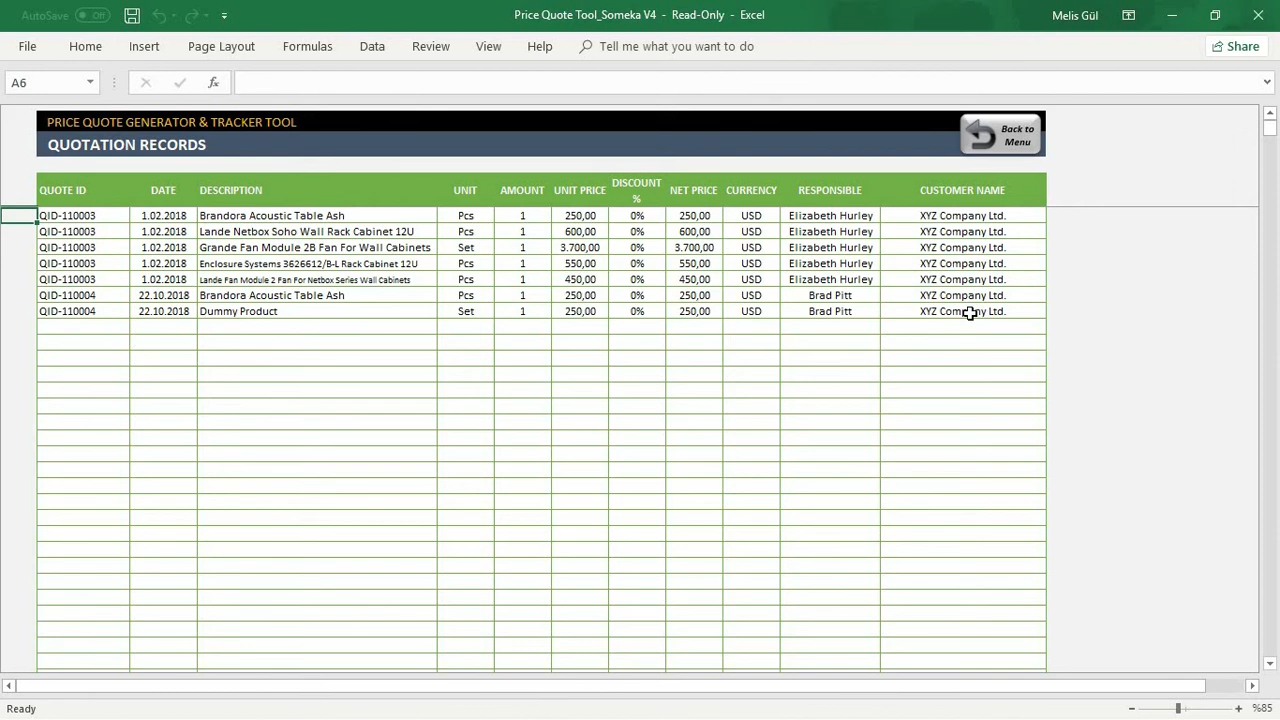 AutoSave Off Price Quote Tool_Someka V4 - Read-Only - Excel Melis Gül
File Home Insert Page Layout Formulas Data Review View Help Tell me what you want to do Share
A6 fx
PRICE QUOTE GENERATOR & TRACKER TOOL
QUOTATION RECORDS
Back to
Menu
QUOTE ID DATE DESCRIPTION UNIT AMOUNT UNIT PRICE DISCOUNT % NET PRICE CURRENCY RESPONSIBLE CUSTOMER NAME
QID-110003 1.02.2018 Brandora Acoustic Table Ash Pcs 1 250,00 0% 250,00 USD Elizabeth Hurley XYZ Company Ltd.
QID-110003 1.02.2018 Lande Netbox Soho Wall Rack Cabinet 12U Pcs 1 600,00 0% 600,00 USD Elizabeth Hurley XYZ Company Ltd.
QID-110003 1.02.2018 Grande Fan Module 2B Fan For Wall Cabinets Set 1 3.700,00 0% 3.700,00 USD Elizabeth Hurley XYZ Company Ltd.
QID-110003 1.02.2018 Enclosure Systems 3626612/B-L Rack Cabinet 12U Pcs 1 550,00 0% 550,00 USD Elizabeth Hurley XYZ Company Ltd.
QID-110003 1.02.2018 Lande Fan Module 2 Fan For Netbox Series Wall Cabinets Pcs 1 450,00 0% 450,00 USD Elizabeth Hurley XYZ Company Ltd.
QID-110004 22.10.2018 Brandora Acoustic Table Ash Pcs 1 250,00 0% 250,00 USD Brad Pitt XYZ Company Ltd.
QID-110004 22.10.2018 Dummy Product Set 1 250,00 0% 250,00 USD Brad Pitt XYZ Company Ltd.
Ready %85